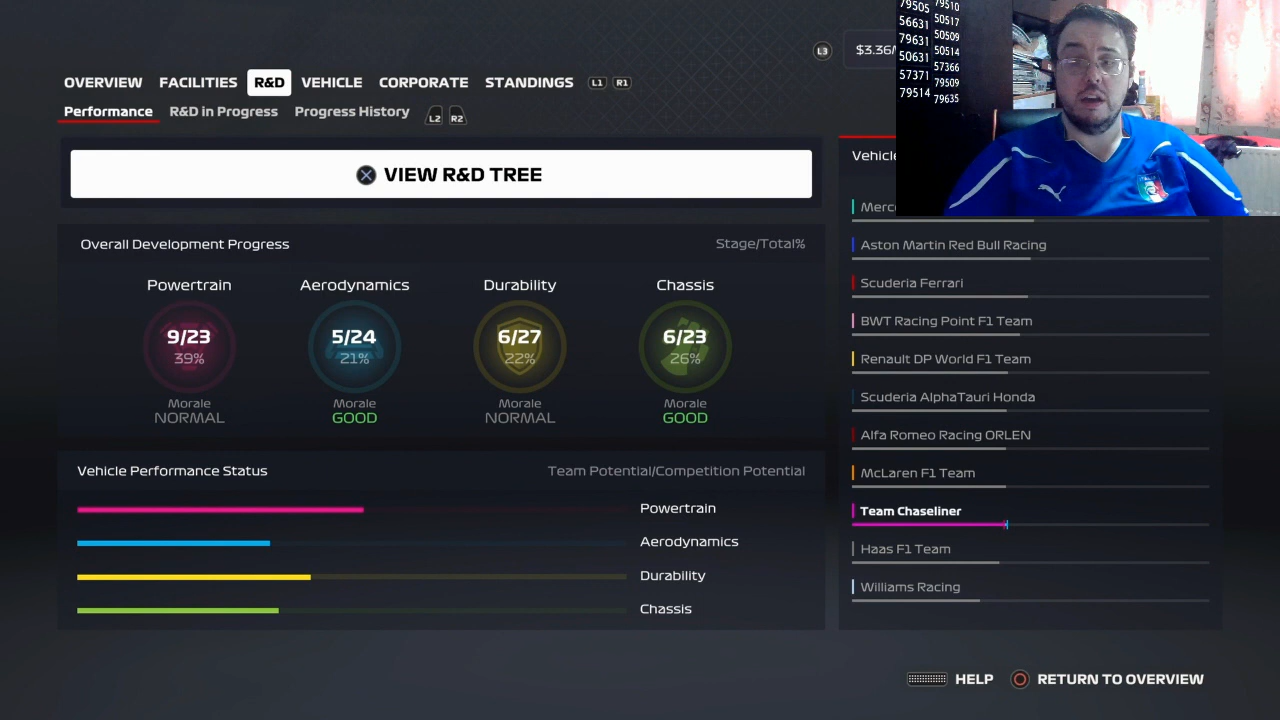 L3 $3.36
OVERVIEW FACILITIES R&D VEHICLE CORPORATE STANDINGS L1 R1
Performance R&D in Progress Progress History L2 R2
79505 79510
56631 50517
79631 50509
50631 50514
57371 57366
79514 79509
79635
VIEW R&D TREE
Overall Development Progress Stage/Total%
Powertrain Aerodynamics Durability Chassis
9/23 5/24 6/27 6/23
39% 21% 22% 26%
Morale Morale Morale Morale
NORMAL GOOD NORMAL GOOD
Vehicle Performance Status Team Potential/Competition Potential
Powertrain
Aerodynamics
Durability
Chassis
Vehicle
Merc
Aston Martin Red Bull Racing
Scuderia Ferrari
BWT Racing Point F1 Team
Renault DP World F1 Team
Scuderia AlphaTauri Honda
Alfa Romeo Racing ORLEN
McLaren F1 Team
Team Chaseliner
Haas F1 Team
Williams Racing
HELP RETURN TO OVERVIEW